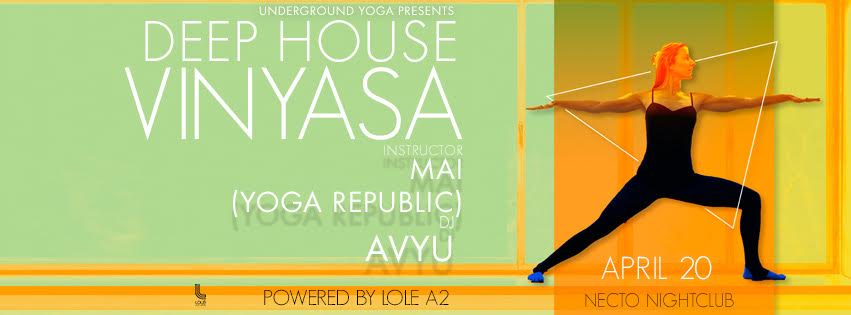 UNDERGROUND YOGA PRESENTS
DEEP HOUSE
VINYASA
INSTRUCTOR
MAI
(YOGA REPUBLIC)
DJ
AVYU
APRIL 20
LOLË
POWERED BY LOLE A2
NECTO NIGHTCLUB